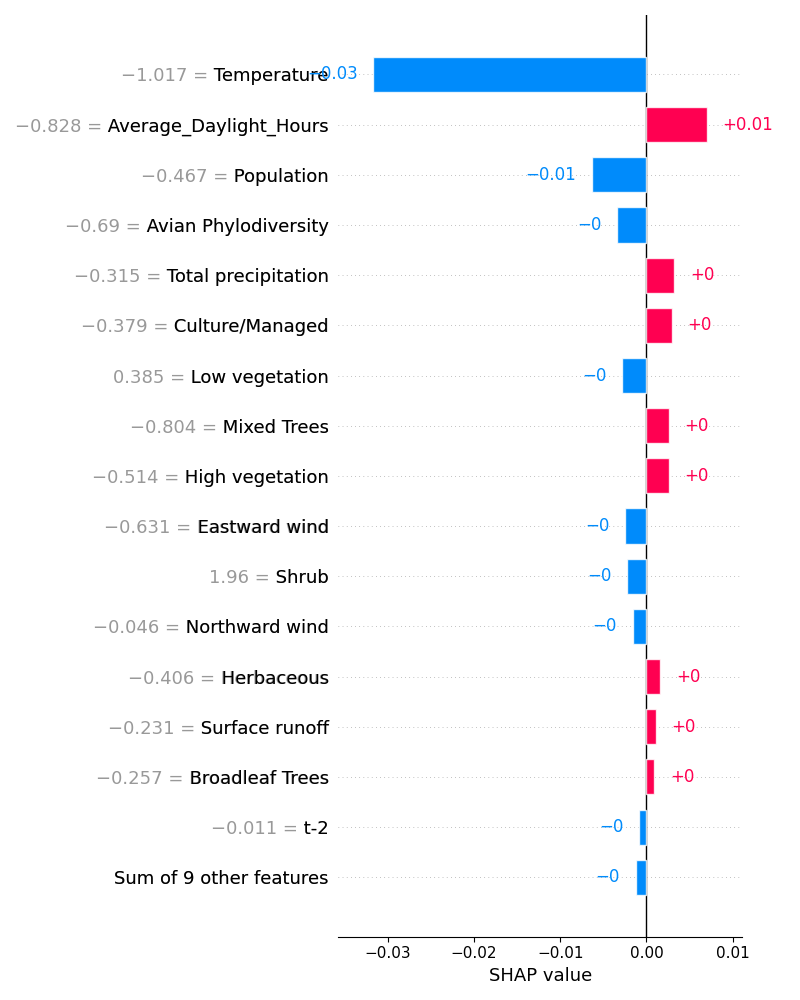 −1.017 = Temperature −0.03
−0.828 = Average_Daylight_Hours +0.01
−0.467 = Population −0.01
−0.69 = Avian Phylodiversity −0
−0.315 = Total precipitation +0
−0.379 = Culture/Managed +0
0.385 = Low vegetation −0
−0.804 = Mixed Trees +0
−0.514 = High vegetation +0
−0.631 = Eastward wind −0
1.96 = Shrub −0
−0.046 = Northward wind −0
−0.406 = Herbaceous +0
−0.231 = Surface runoff +0
−0.257 = Broadleaf Trees +0
−0.011 = t-2 −0
Sum of 9 other features −0
−0.03 −0.02 −0.01 0.00 0.01
SHAP value